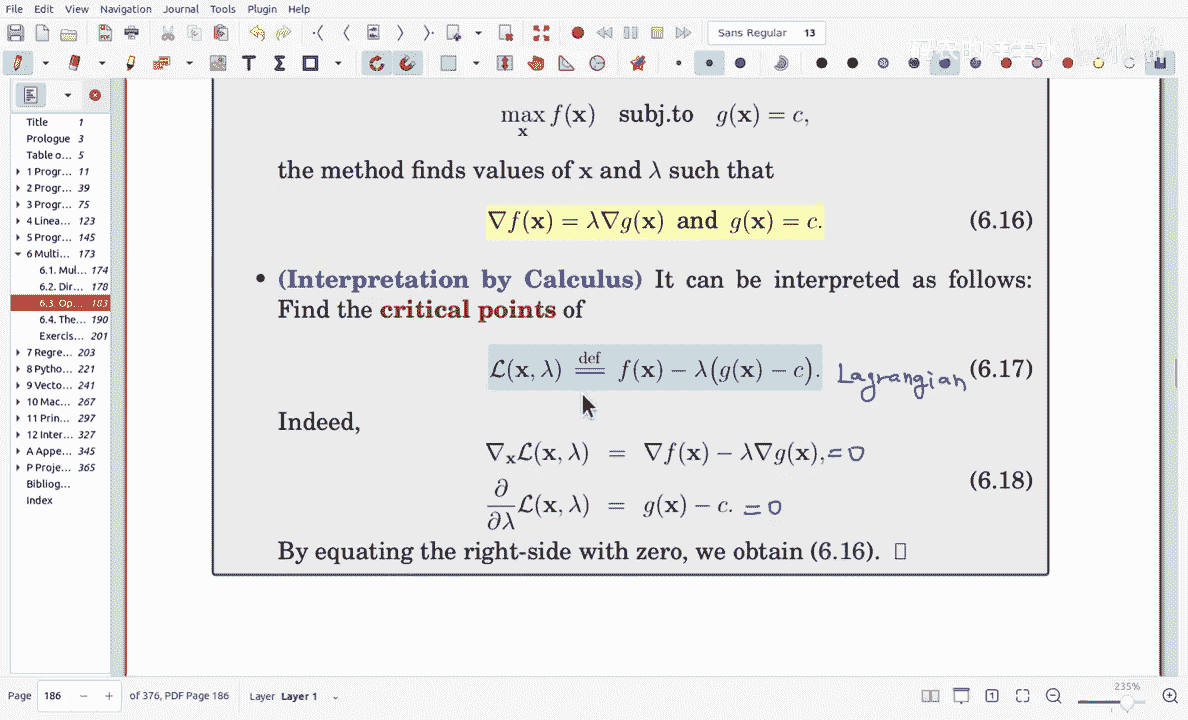 File Edit View Navigation Journal Tools Plugin Help
Sans Regular 13
Title 1
Prologue 3
Table o... 5
1 Progr... 11
2 Progr... 39
3 Progr... 75
4 Linea... 123
5 Progr... 145
6 Multi... 173
6.1. Mul... 174
6.2. Dir... 178
6.3. Op... 183
6.4. The... 190
Exercis... 201
7 Regre... 203
8 Pytho... 221
9 Vecto... 241
10 Mac... 267
11 Prin... 297
12 Inter... 327
A Appe... 345
P Proje... 365
Bibliog...
Index
max f(x) subj.to g(x) = c,
x
the method finds values of x and λ such that
∇f(x) = λ∇g(x) and g(x) = c. (6.16)
• (Interpretation by Calculus) It can be interpreted as follows:
Find the critical points of
L(x, λ) def== f(x) − λ(g(x) − c). Lagrangian (6.17)
Indeed,
∇ₓL(x, λ) = ∇f(x) − λ∇g(x), = 0
∂/∂λ L(x, λ) = g(x) − c. = 0 (6.18)
By equating the right-side with zero, we obtain (6.16). □
Page 186 − + of 376, PDF Page 186 Layer Layer 1 235%